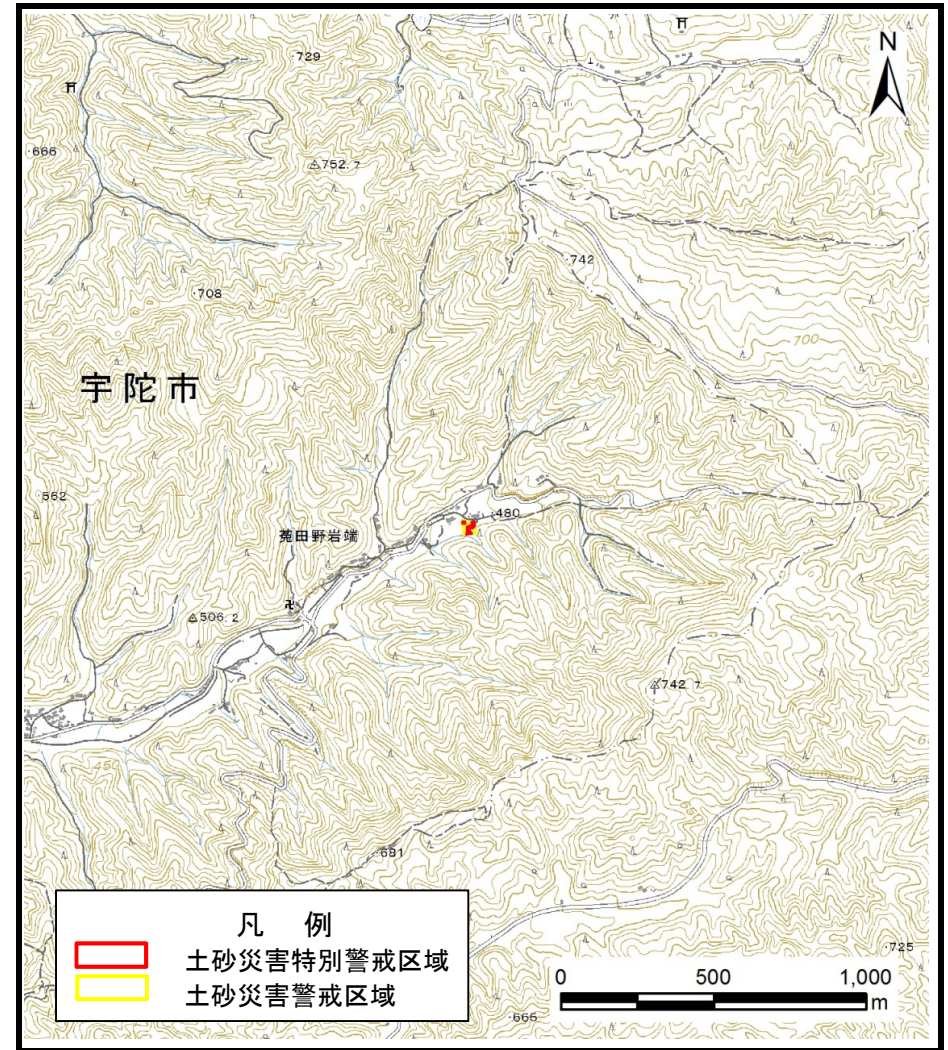 N
・729
・666
752.7
・742
・708
700
宇陀市
562
・480
菟田野岩端
506.2
742.7
450
・681
凡 例
土砂災害特別警戒区域
土砂災害警戒区域
・725
0 500 1,000
m
・666